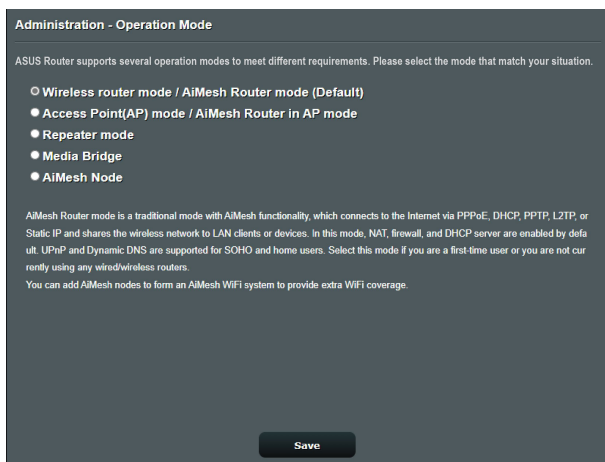 Administration - Operation Mode
ASUS Router supports several operation modes to meet different requirements. Please select the mode that match your situation.
Wireless router mode / AiMesh Router mode (Default)
Access Point(AP) mode / AiMesh Router in AP mode
Repeater mode
Media Bridge
AiMesh Node
AiMesh Router mode is a traditional mode with AiMesh functionality, which connects to the Internet via PPPoE, DHCP, PPTP, L2TP, or
Static IP and shares the wireless network to LAN clients or devices. In this mode, NAT, firewall, and DHCP server are enabled by defa
ult. UPnP and Dynamic DNS are supported for SOHO and home users. Select this mode if you are a first-time user or you are not cur
rently using any wired/wireless routers.
You can add AiMesh nodes to form an AiMesh WiFi system to provide extra WiFi coverage.
Save